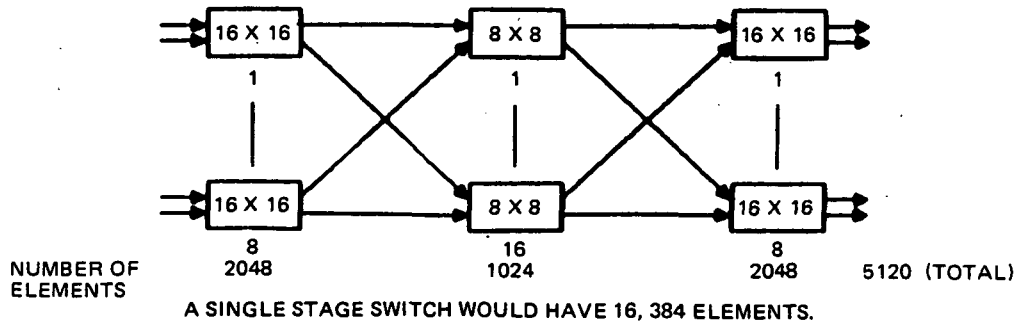 16 X 16 8 X 8 16 X 16
1 1 1
16 X 16 8 X 8 16 X 16
8 16 8
NUMBER OF ELEMENTS 2048 1024 2048 5120 (TOTAL)
A SINGLE STAGE SWITCH WOULD HAVE 16, 384 ELEMENTS.